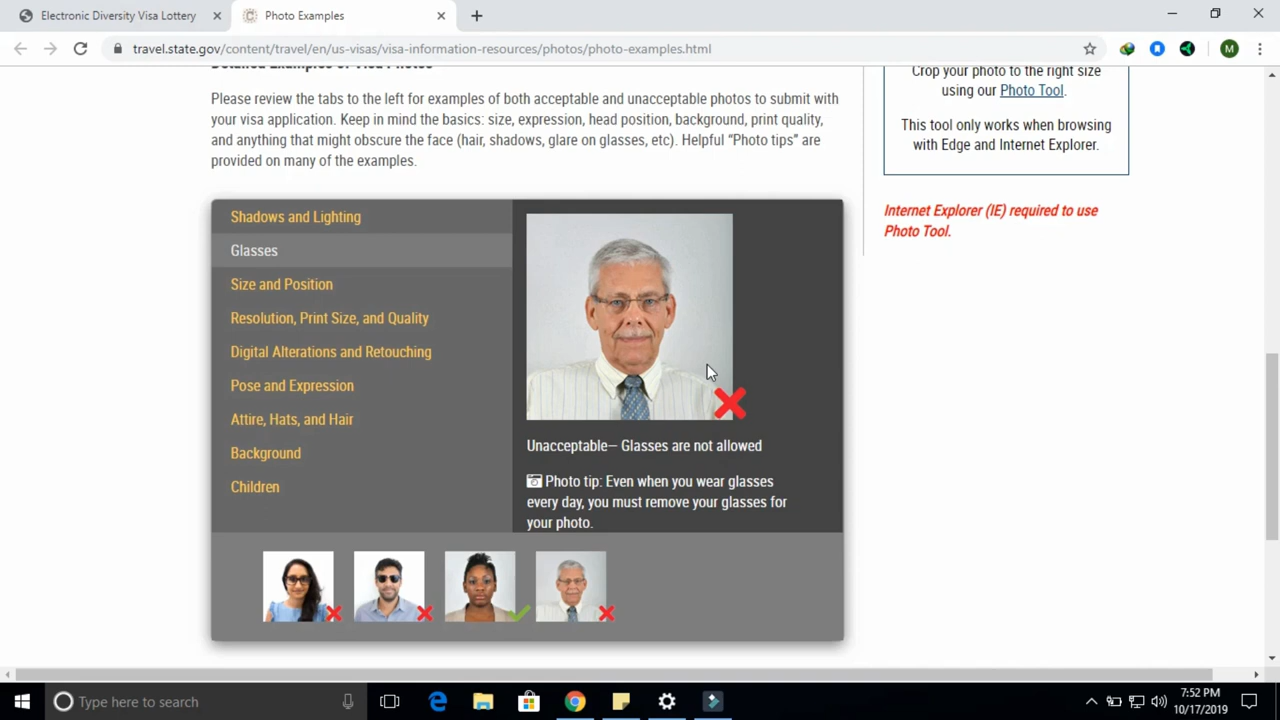 Electronic Diversity Visa Lottery
Photo Examples
travel.state.gov/content/travel/en/us-visas/visa-information-resources/photos/photo-examples.html
M
Detailed Examples of Visa Photos
Please review the tabs to the left for examples of both acceptable and unacceptable photos to submit with
your visa application. Keep in mind the basics: size, expression, head position, background, print quality,
and anything that might obscure the face (hair, shadows, glare on glasses, etc). Helpful “Photo tips” are
provided on many of the examples.
Crop your photo to the right size
using our Photo Tool.
This tool only works when browsing
with Edge and Internet Explorer.
Internet Explorer (IE) required to use
Photo Tool.
Shadows and Lighting
Glasses
Size and Position
Resolution, Print Size, and Quality
Digital Alterations and Retouching
Pose and Expression
Attire, Hats, and Hair
Background
Children
Unacceptable— Glasses are not allowed
Photo tip: Even when you wear glasses
every day, you must remove your glasses for
your photo.
Type here to search
7:52 PM
10/17/2019